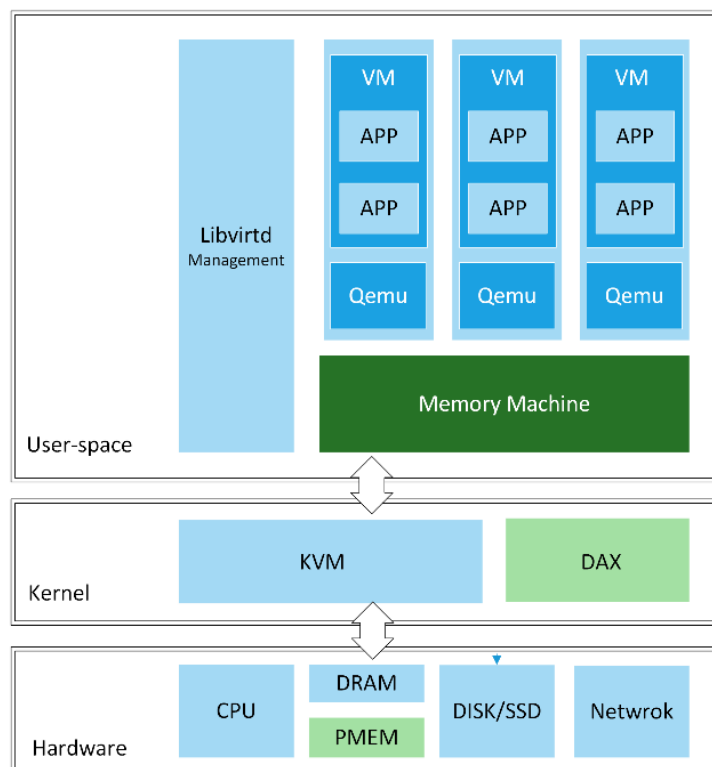 VM
VM
VM
APP
APP
APP
APP
APP
APP
Libvirtd
Management
Qemu
Qemu
Qemu
Memory Machine
User-space
KVM
DAX
Kernel
CPU
DRAM
PMEM
DISK/SSD
Netwrok
Hardware